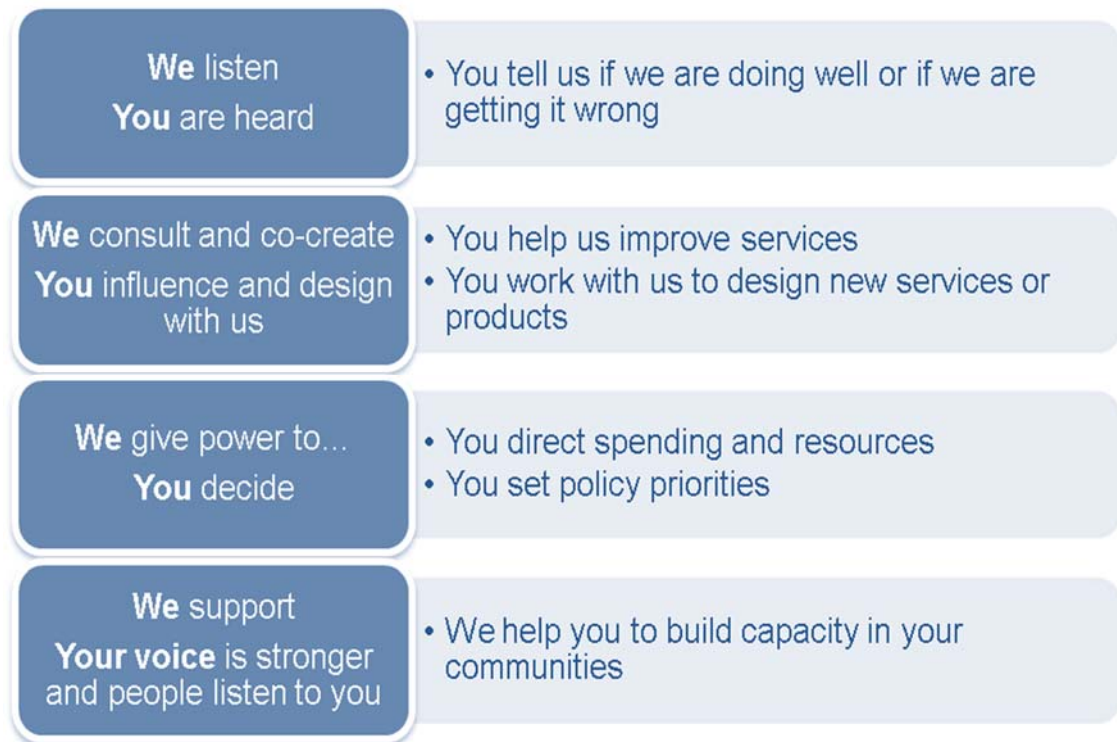 We listen
You are heard
• You tell us if we are doing well or if we are
getting it wrong
We consult and co-create
You influence and design
with us
• You help us improve services
• You work with us to design new services or
products
We give power to...
You decide
• You direct spending and resources
• You set policy priorities
We support
Your voice is stronger
and people listen to you
• We help you to build capacity in your
communities